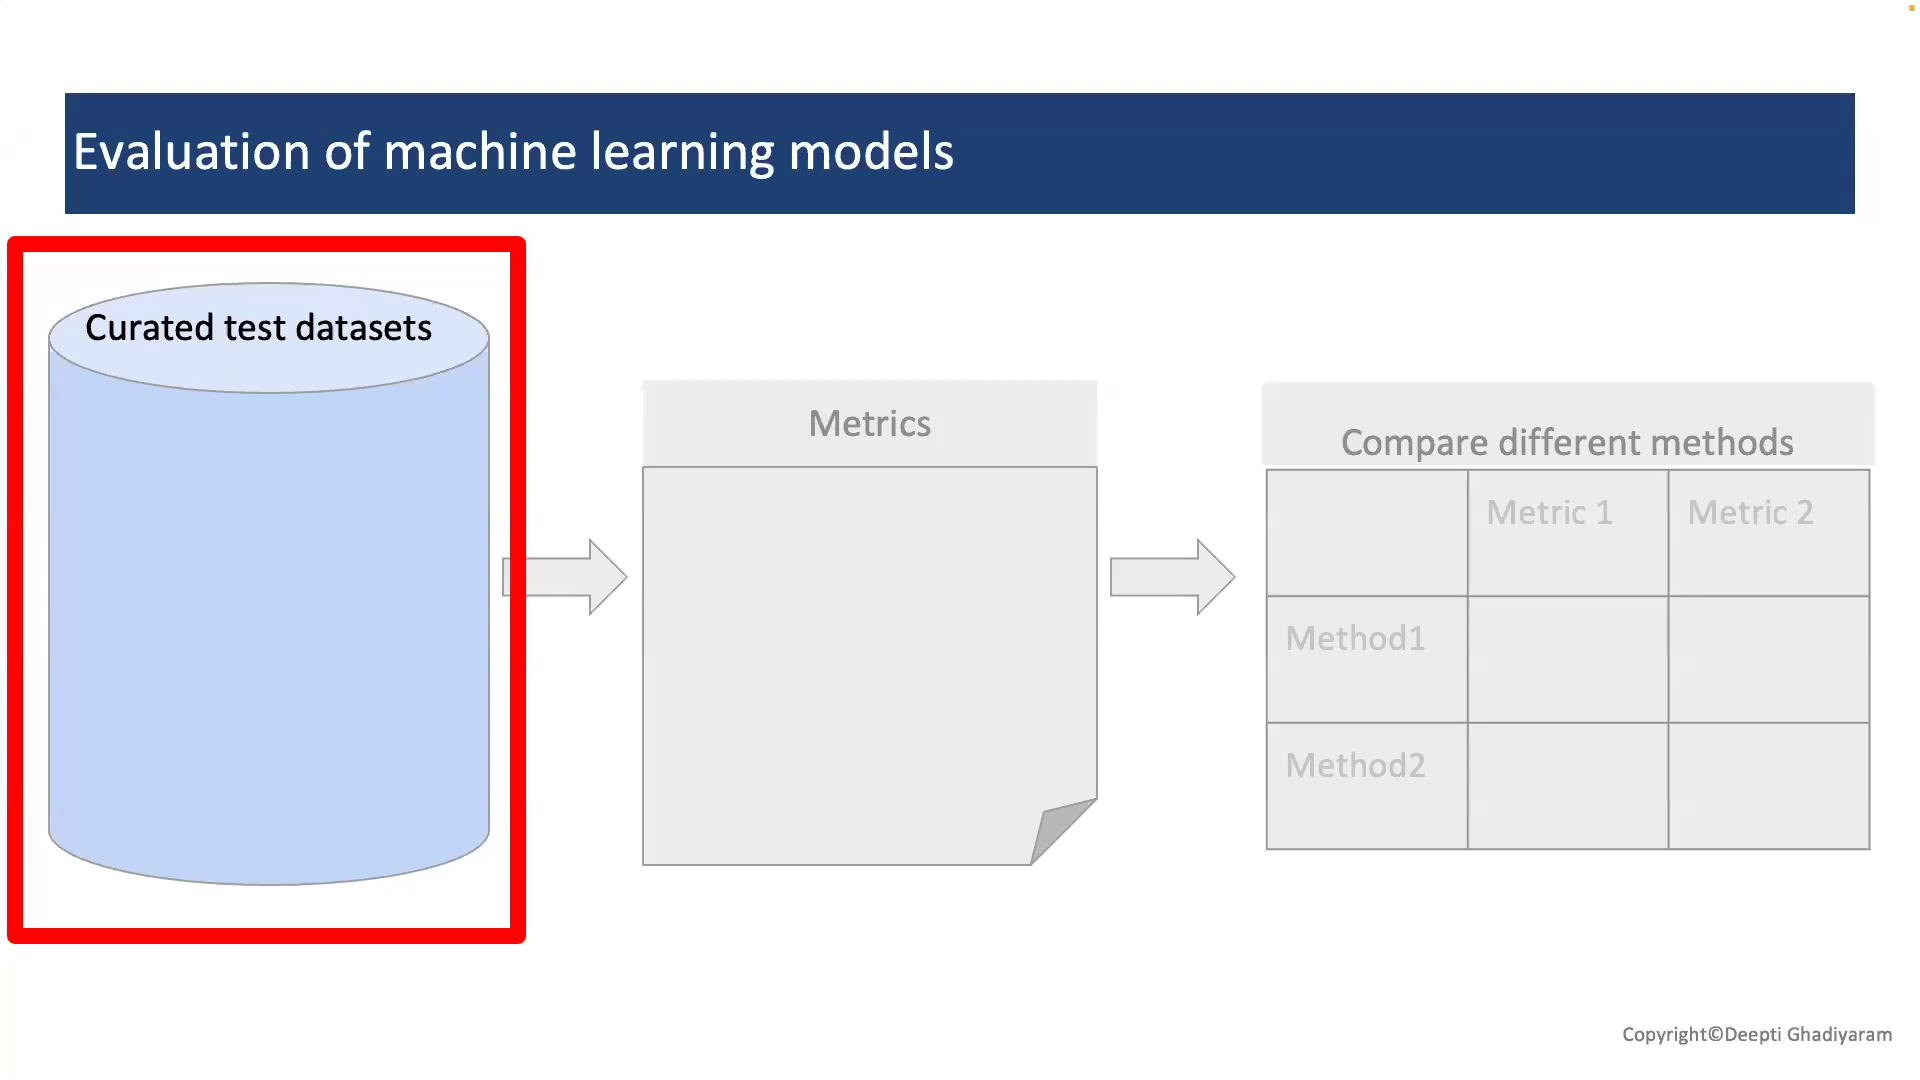 Evaluation of machine learning models
Curated test datasets
Metrics
Compare different methods
Metric 1
Metric 2
Method1
Method2
Copyright©Deepti Ghadiyaram